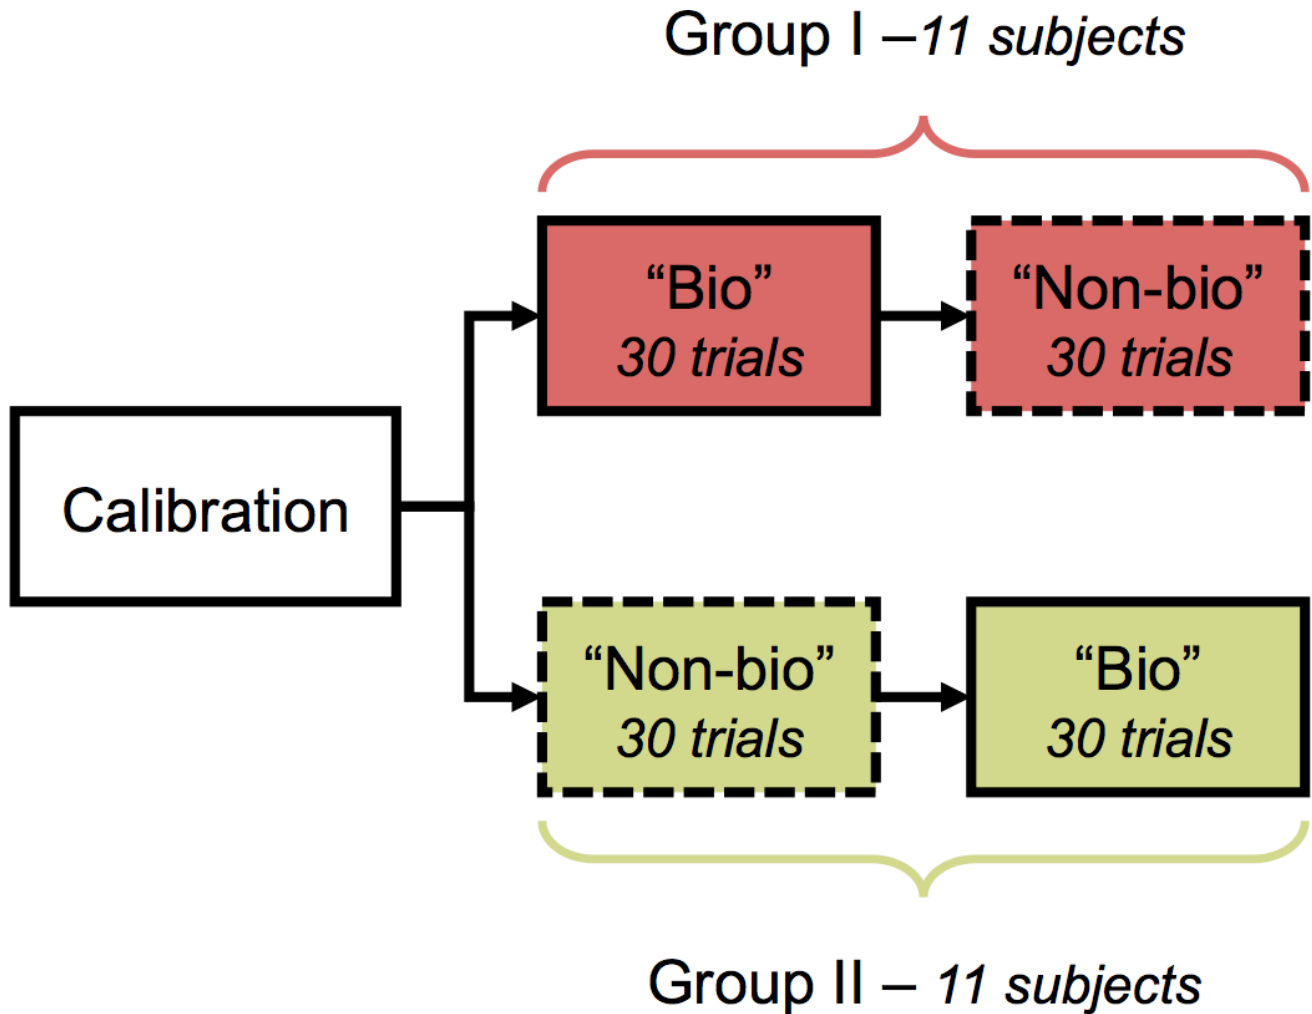 Group I –11 subjects
“Bio”
30 trials
“Non-bio”
30 trials
Calibration
“Non-bio”
30 trials
“Bio”
30 trials
Group II – 11 subjects